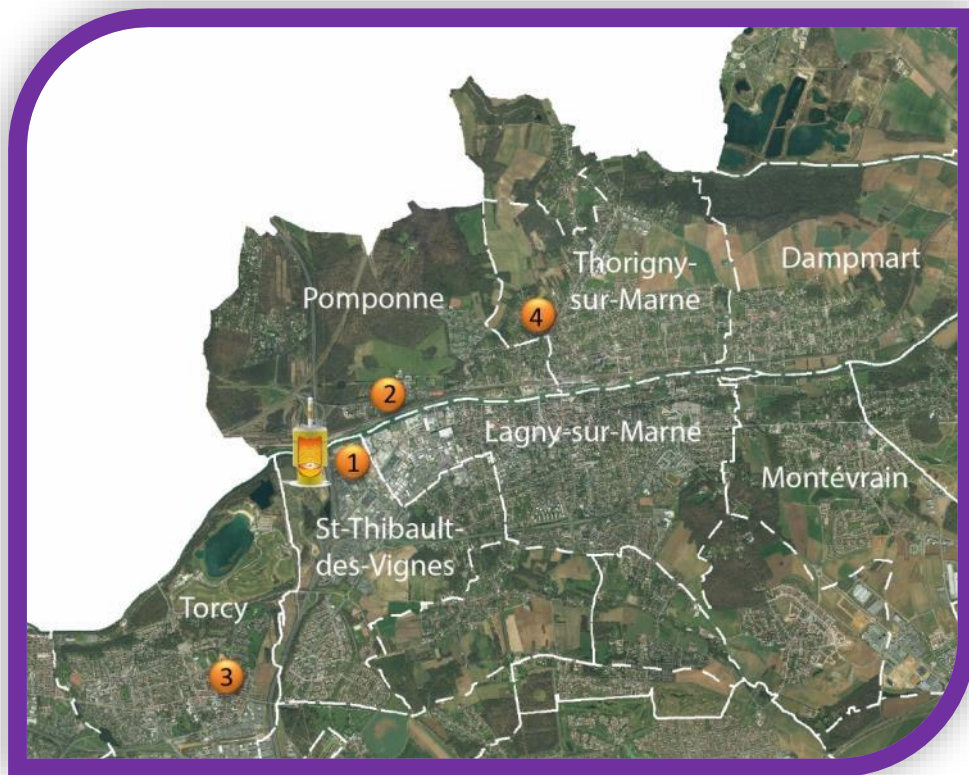 Thorigny-
sur-Marne
Dampmart
Pomponne
4
2
Lagny-sur-Marne
1
Montévrain
St-Thibault-
des-Vignes
Torcy
3